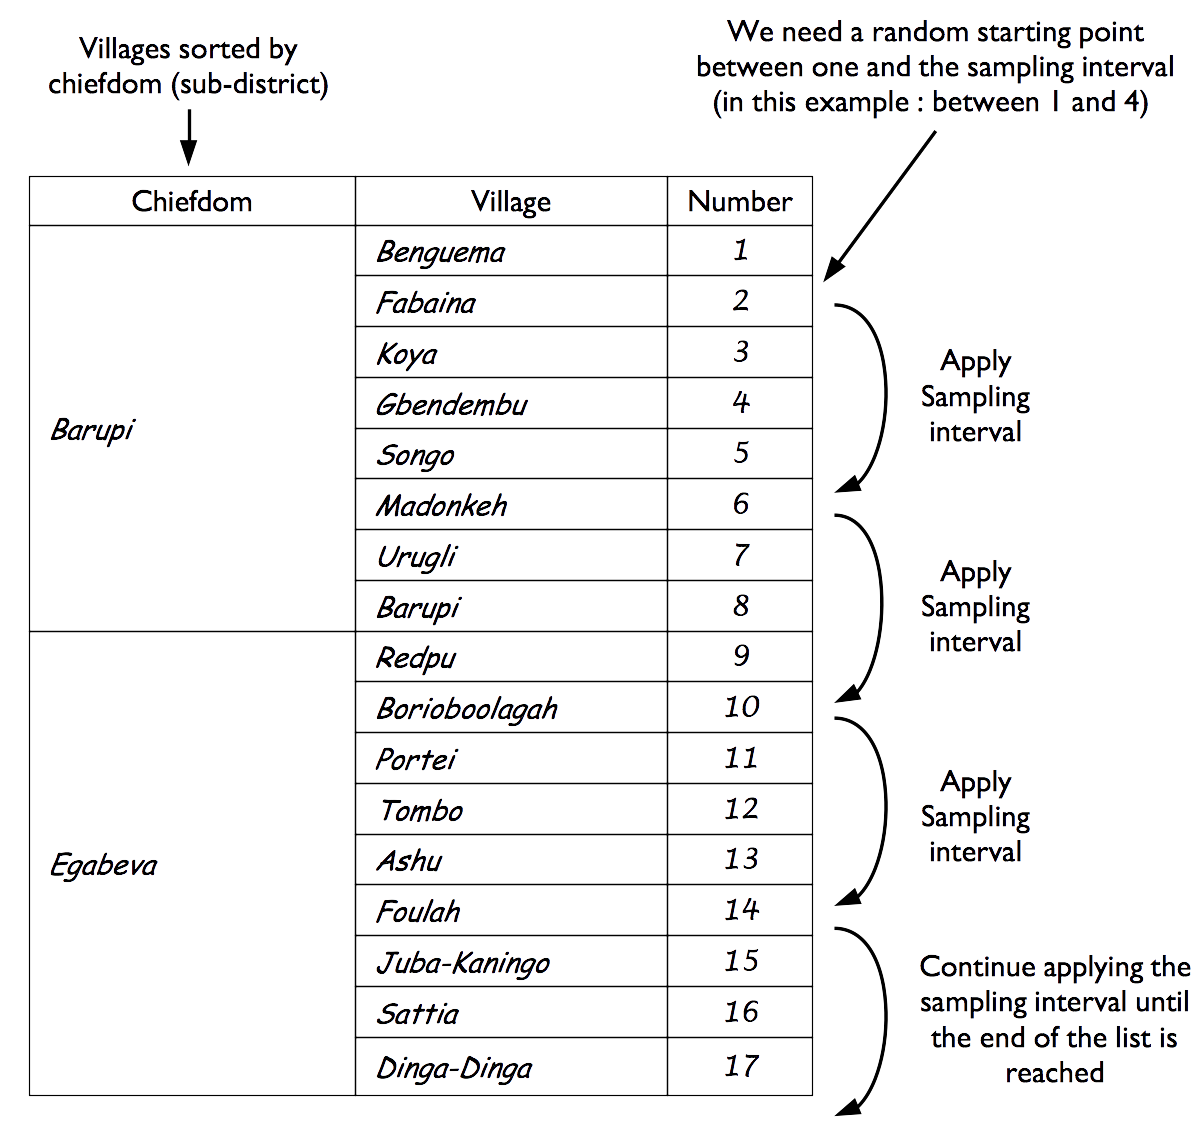 Villages sorted by
chiefdom (sub-district)
We need a random starting point
between one and the sampling interval
(in this example : between 1 and 4)
Chiefdom Village Number
Barupi
Benguema 1
Fabaina 2
Koya 3
Gbendembu 4
Songo 5
Madonkeh 6
Urugli 7
Barupi 8
Egabeva
Redpu 9
Borioboolagah 10
Portei 11
Tombo 12
Ashu 13
Foulah 14
Juba-Kaningo 15
Sattia 16
Dinga-Dinga 17
Apply
Sampling
interval
Apply
Sampling
interval
Apply
Sampling
interval
Continue applying the
sampling interval until
the end of the list is
reached